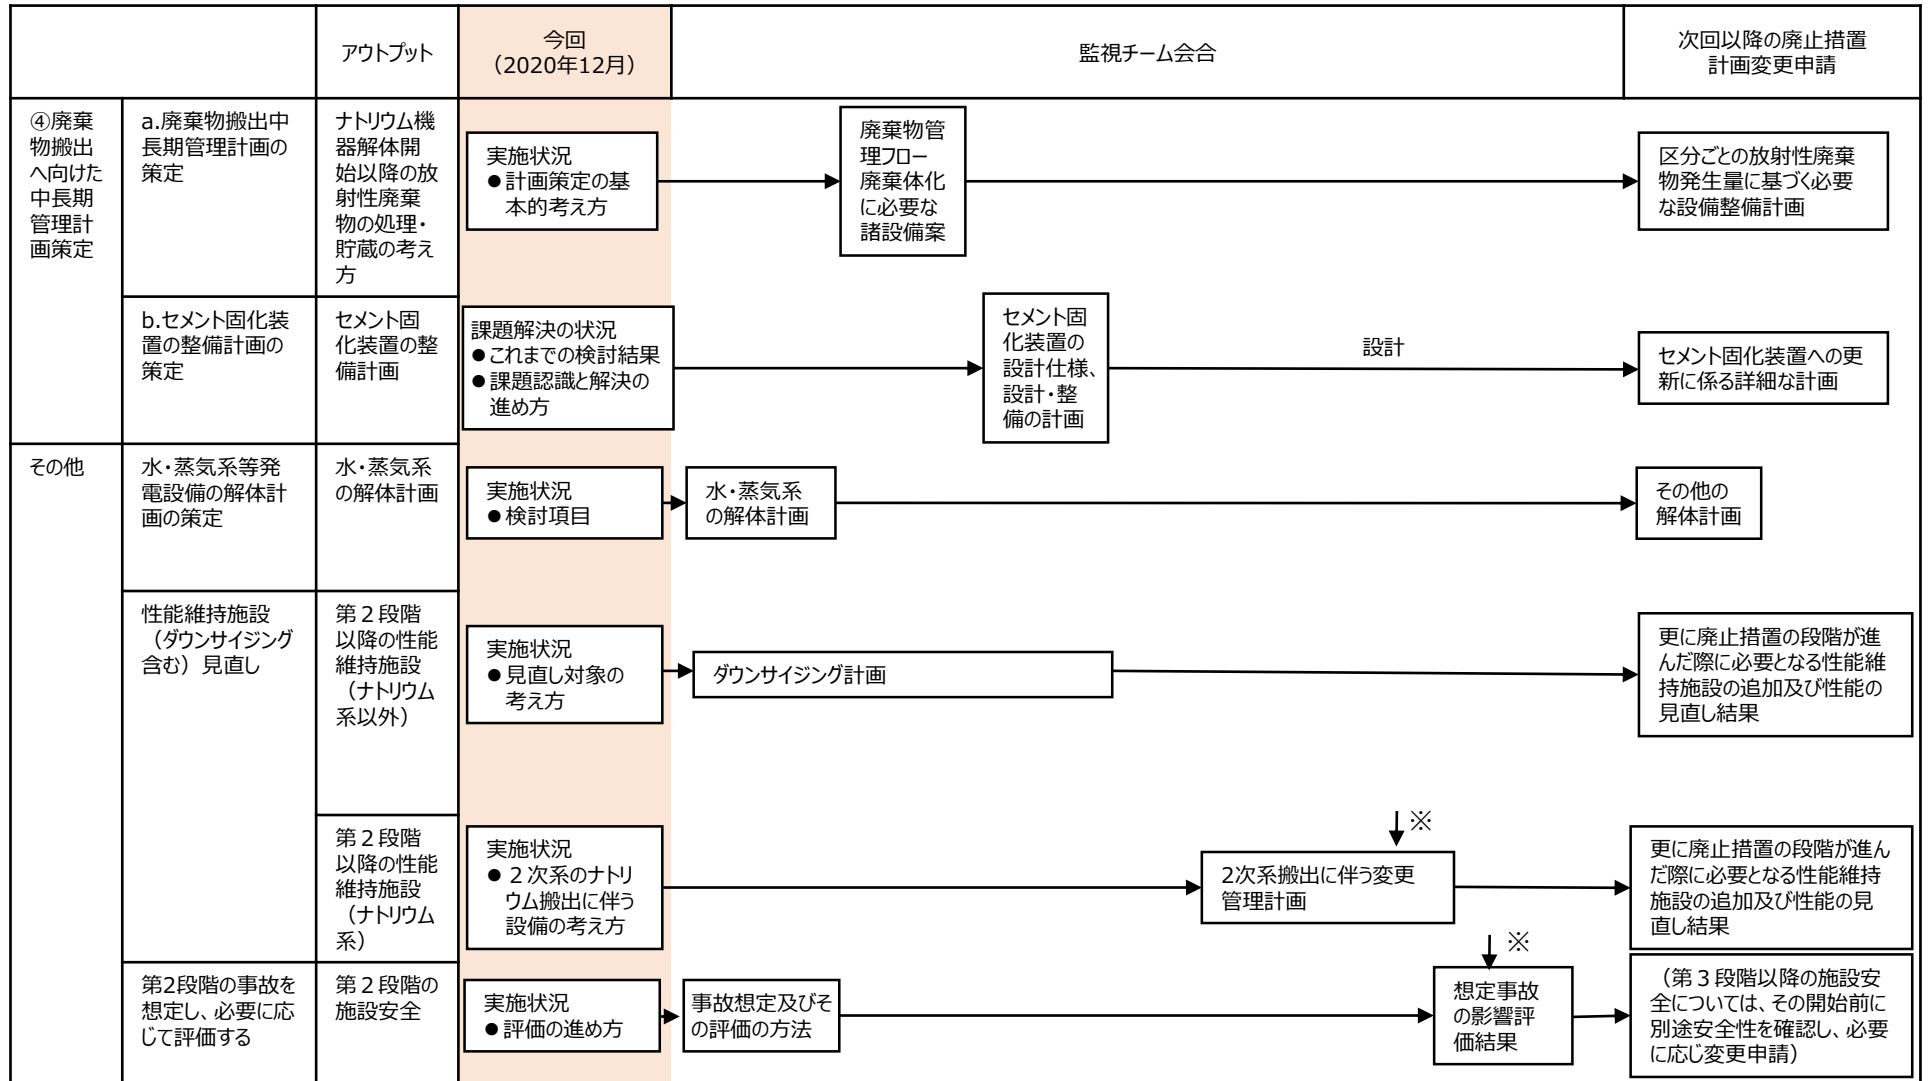 アウトプット
今回
（2020年12月）
監視チーム会合
次回以降の廃止措置
計画変更申請
④廃棄
物搬出
へ向けた
中長期
管理計
画策定
a.廃棄物搬出中
長期管理計画の
策定
ナトリウム機
器解体開
始以降の放
射性廃棄
物の処理・
貯蔵の考え
方
実施状況
●計画策定の基
本的考え方
廃棄物管
理フロー
廃棄体化
に必要な
諸設備案
区分ごとの放射性廃棄
物発生量に基づく必要
な設備整備計画
b.セメント固化装
置の整備計画の
策定
セメント固
化装置の整
備計画
課題解決の状況
●これまでの検討結果
●課題認識と解決の
進め方
セメント固
化装置の
設計仕様、
設計・整
備の計画
設計
セメント固化装置への更
新に係る詳細な計画
その他
水・蒸気系等発
電設備の解体計
画の策定
水・蒸気系
の解体計画
実施状況
●検討項目
水・蒸気系
の解体計画
その他の
解体計画
性能維持施設
（ダウンサイジング
含む）見直し
第２段階
以降の性能
維持施設
（ナトリウム
系以外）
実施状況
●見直し対象の
考え方
ダウンサイジング計画
更に廃止措置の段階が進
んだ際に必要となる性能維
持施設の追加及び性能の
見直し結果
第２段階
以降の性能
維持施設
（ナトリウム
系）
実施状況
● ２次系のナトリ
ウム搬出に伴う
設備の考え方
※
2次系搬出に伴う変更
管理計画
更に廃止措置の段階が進ん
だ際に必要となる性能維持
施設の追加及び性能の見
直し結果
第2段階の事故を
想定し、必要に応
じて評価する
第２段階の
施設安全
実施状況
●評価の進め方
事故想定及びそ
の評価の方法
※
想定事故
の影響評
価結果
（第３段階以降の施設安
全については、その開始前に
別途安全性を確認し、必要
に応じ変更申請）